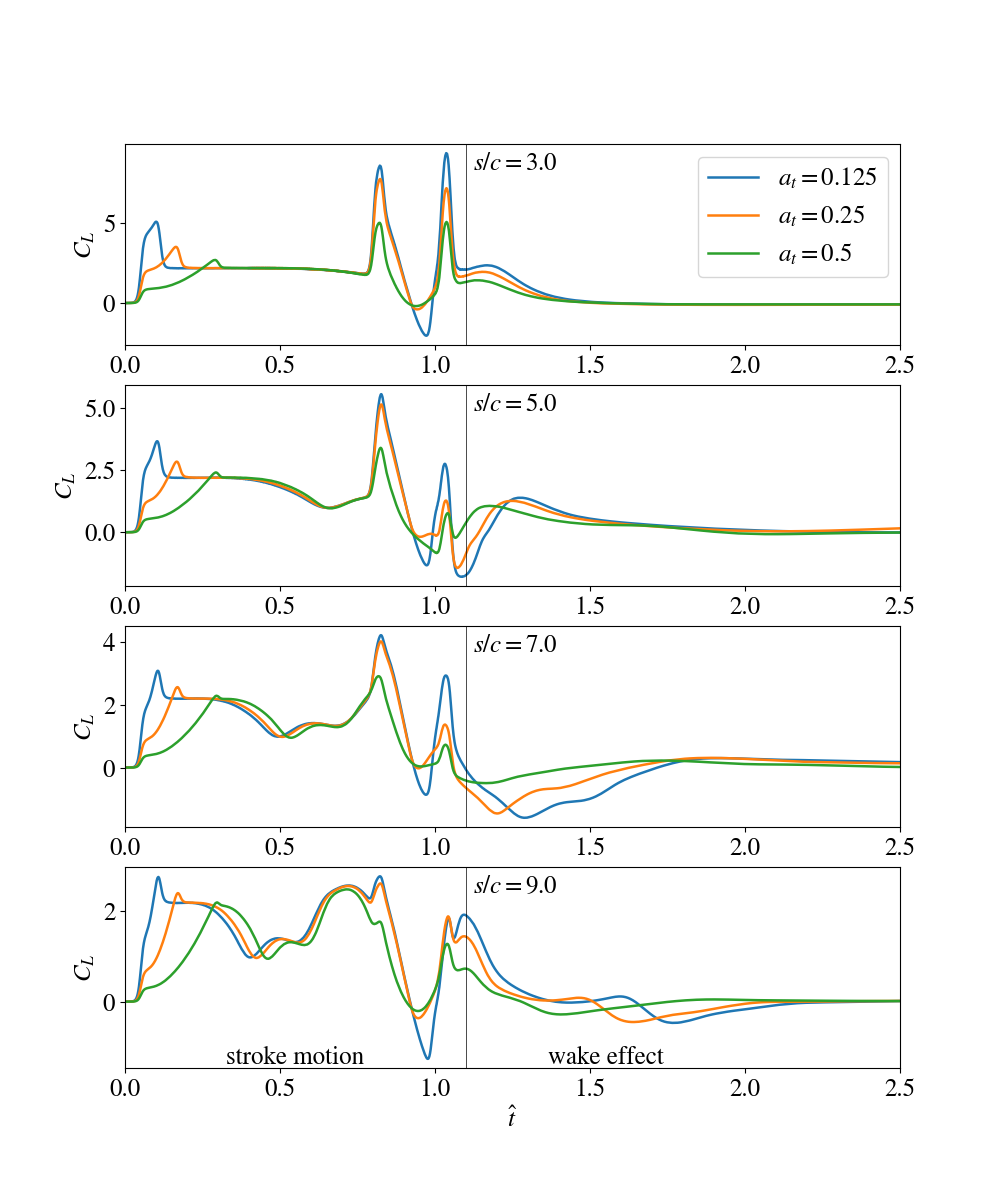 s/c = 3.0
a_t = 0.125
a_t = 0.25
a_t = 0.5
C_L
5
0
0.0 0.5 1.0 1.5 2.0 2.5
s/c = 5.0
C_L
5.0
2.5
0.0
0.0 0.5 1.0 1.5 2.0 2.5
s/c = 7.0
C_L
4
2
0
0.0 0.5 1.0 1.5 2.0 2.5
s/c = 9.0
C_L
2
0
stroke motion wake effect
0.0 0.5 1.0 1.5 2.0 2.5
t̂